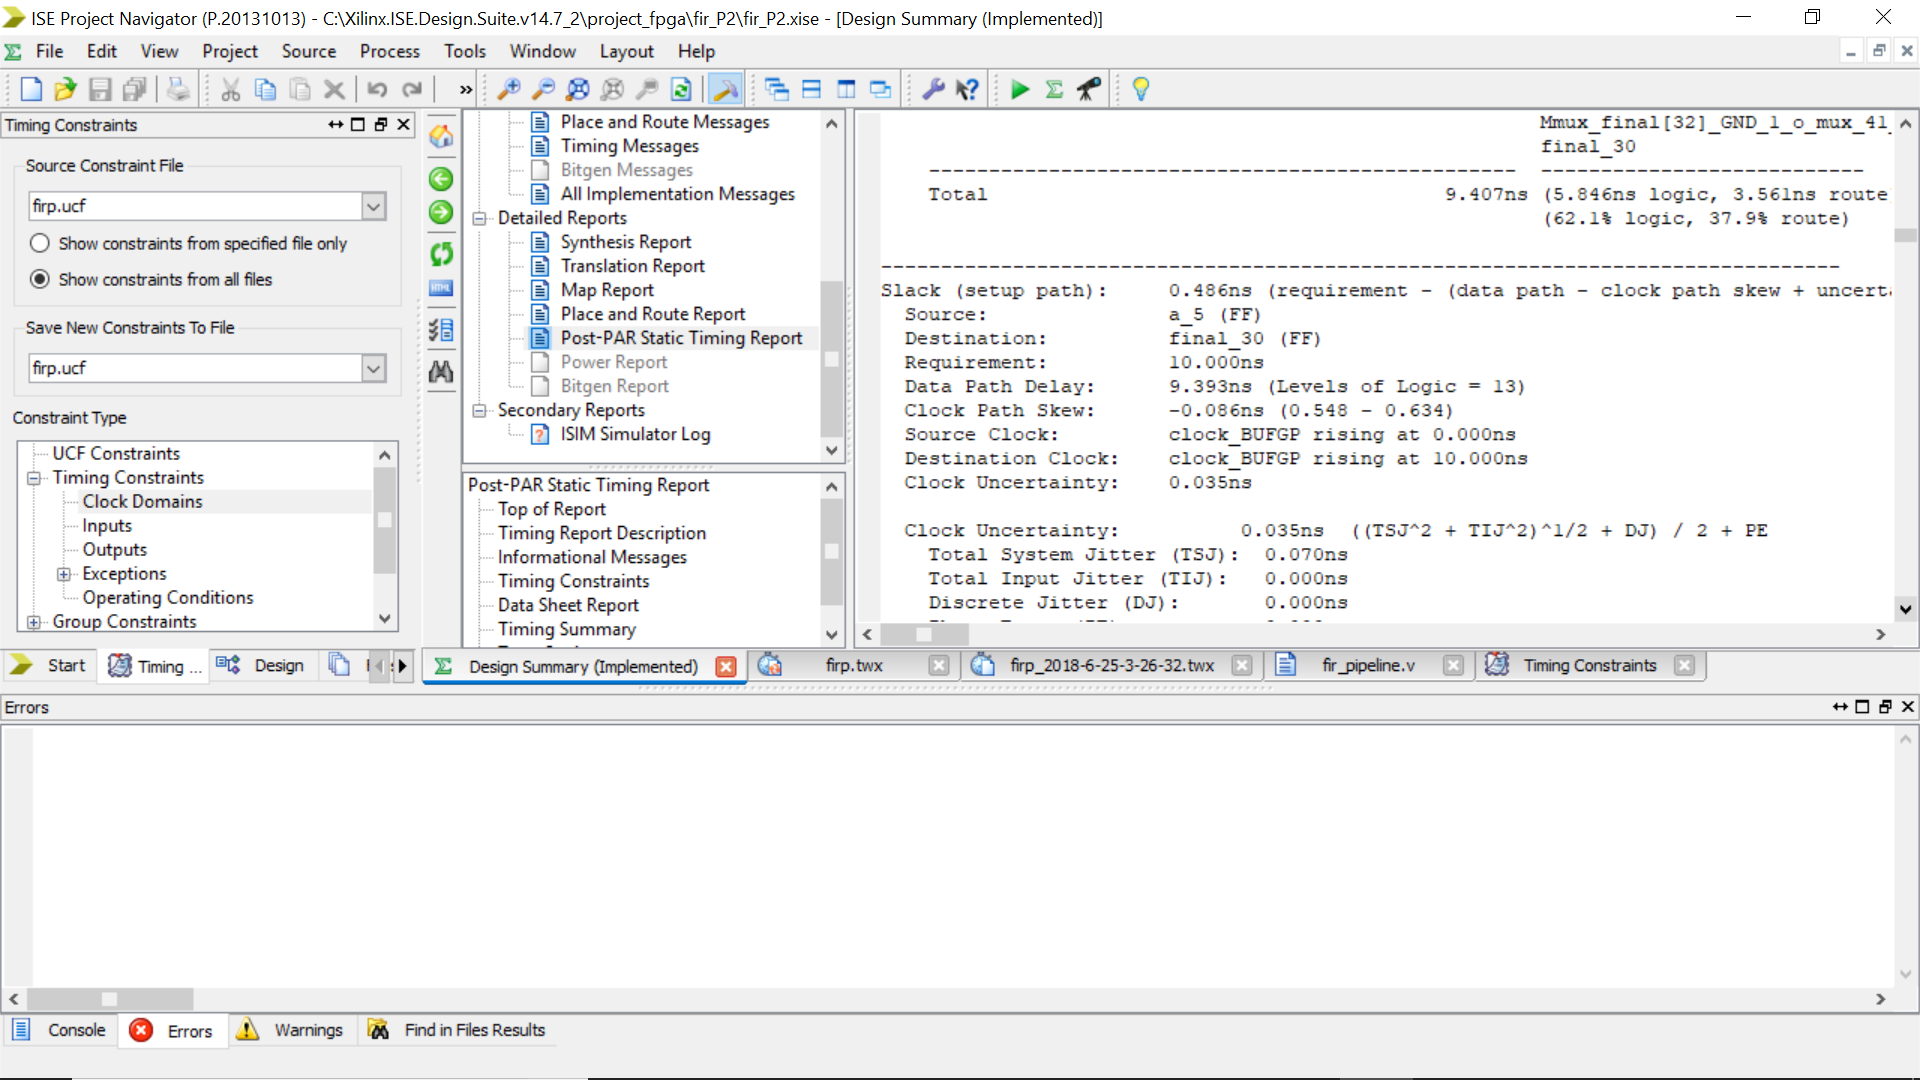 ISE Project Navigator (P.20131013) - C:\Xilinx.ISE.Design.Suite.v14.7_2\project_fpga\fir_P2\fir_P2.xise - [Design Summary (Implemented)]
File Edit View Project Source Process Tools Window Layout Help
Timing Constraints
Source Constraint File
firp.ucf
Show constraints from specified file only
Show constraints from all files
Save New Constraints To File
firp.ucf
Constraint Type
UCF Constraints
Timing Constraints
Clock Domains
Inputs
Outputs
Exceptions
Operating Conditions
Group Constraints
HTML
Place and Route Messages
Timing Messages
Bitgen Messages
All Implementation Messages
Detailed Reports
Synthesis Report
Translation Report
Map Report
Place and Route Report
Post-PAR Static Timing Report
Power Report
Bitgen Report
Secondary Reports
ISIM Simulator Log
Post-PAR Static Timing Report
Top of Report
Timing Report Description
Informational Messages
Timing Constraints
Data Sheet Report
Timing Summary
Mmux_final[32]_GND_1_o_mux_41_
final_30
------------------------------------------------- ---------------------------
Total 9.407ns (5.846ns logic, 3.561ns route
(62.1% logic, 37.9% route)
--------------------------------------------------------------------------------
Slack (setup path): 0.486ns (requirement - (data path - clock path skew + uncert
Source: a_5 (FF)
Destination: final_30 (FF)
Requirement: 10.000ns
Data Path Delay: 9.393ns (Levels of Logic = 13)
Clock Path Skew: -0.086ns (0.548 - 0.634)
Source Clock: clock_BUFGP rising at 0.000ns
Destination Clock: clock_BUFGP rising at 10.000ns
Clock Uncertainty: 0.035ns
Clock Uncertainty: 0.035ns ((TSJ^2 + TIJ^2)^1/2 + DJ) / 2 + PE
Total System Jitter (TSJ): 0.070ns
Total Input Jitter (TIJ): 0.000ns
Discrete Jitter (DJ): 0.000ns
Start Timing ... Design
Design Summary (Implemented) firp.twx firp_2018-6-25-3-26-32.twx fir_pipeline.v Timing Constraints
Errors
Console Errors Warnings Find in Files Results